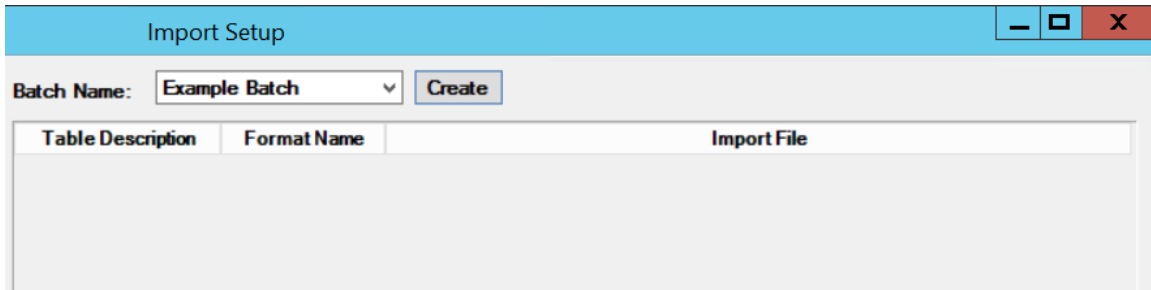 Import Setup
Batch Name: Example Batch Create
Table Description Format Name Import File